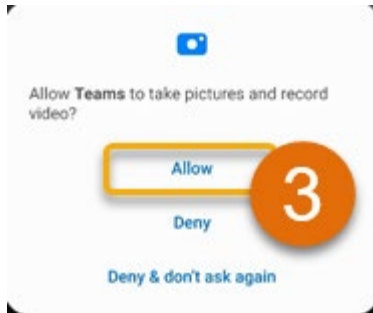 Allow Teams to take pictures and record
video?
Allow
3
Deny
Deny & don't ask again